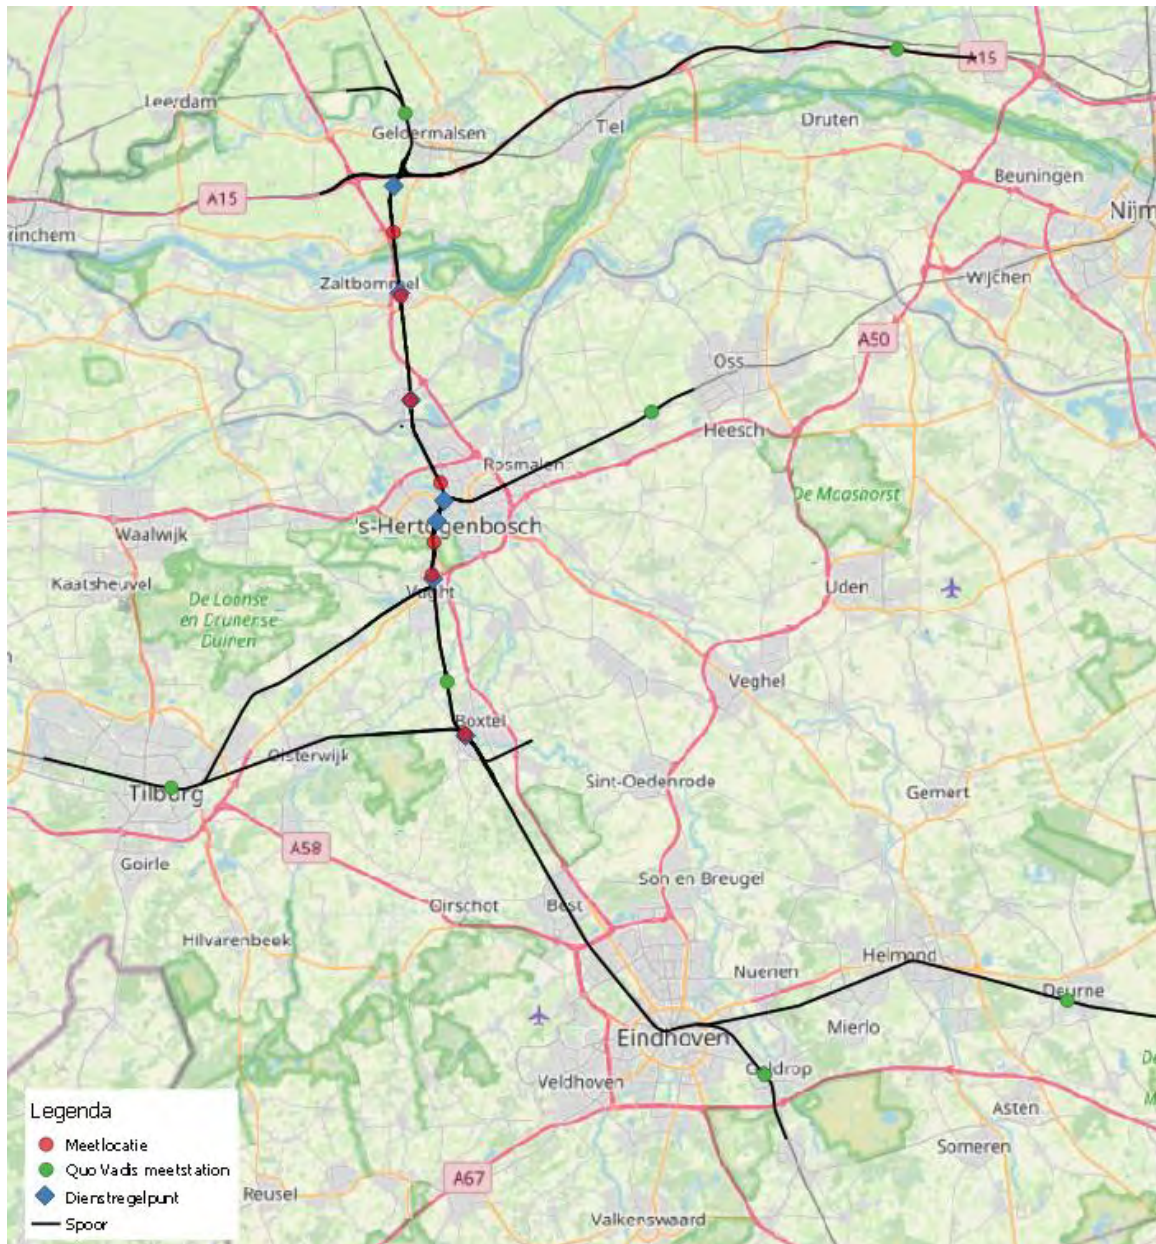 A15
Leerdam
Geldermalsen
Tiel
Druten
Beuningen
A15
Nijm
rinchem
Zaltbommel
Wijchen
A50
Oss
Heesch
Rosmalen
De Maashorst
's-Hertogenbosch
Waalwijk
Kaatsheuvel
Vught
Uden
De Loonse
en Drunense
Duinen
Veghel
Boxtel
Oisterwijk
Sint-Oedenrode
Tilburg
Gemert
A58
Goirle
Son en Breugel
Oirschot
Best
Hilvarenbeek
Nuenen
Helmond
Deurne
Mierlo
Eindhoven
Geldrop
Veldhoven
De
M
Asten
Someren
A67
Reusel
Valkenswaard
Legenda
Meetlocatie
Quo Vadis meetstation
Dienstregelpunt
Spoor